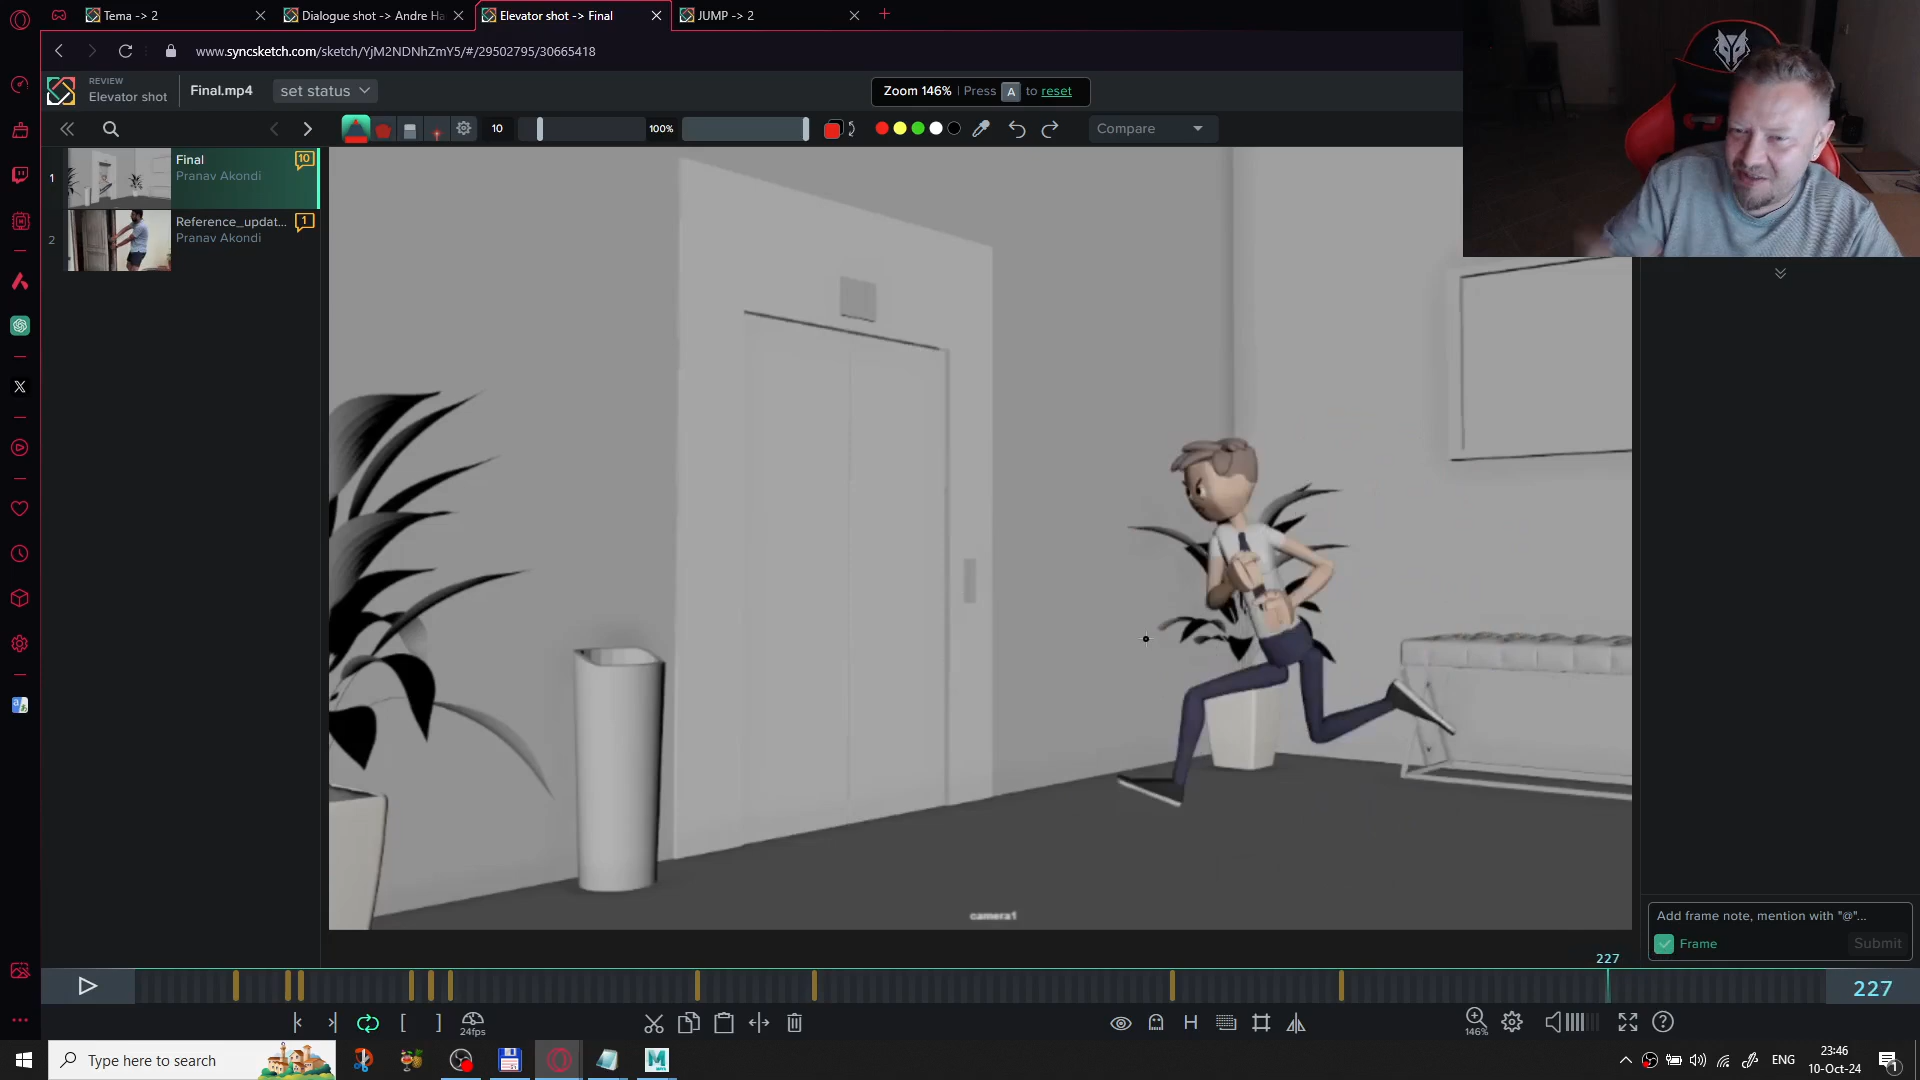 Tema -> 2
Dialogue shot -> Andre Ha
Elevator shot -> Final
JUMP -> 2
www.syncsketch.com/sketch/YjM2NDNhZmY5/#/29502795/30665418
REVIEW
Elevator shot
Final.mp4
set status
Zoom 146% | Press A to reset
10
100%
Compare
1
Final
10
Pranav Akondi
2
Reference_updat...
1
Pranav Akondi
camera1
Add frame note, mention with "@"...
Frame
Submit
227
227
24fps
H
146%
Type here to search
ENG
23:46
10-Oct-24
1